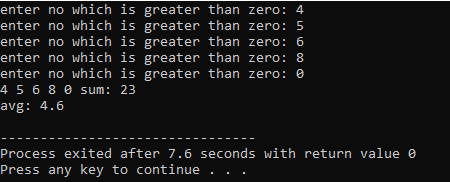 enter no which is greater than zero: 4
enter no which is greater than zero: 5
enter no which is greater than zero: 6
enter no which is greater than zero: 8
enter no which is greater than zero: 0
4 5 6 8 0 sum: 23
avg: 4.6
--------------------------------
Process exited after 7.6 seconds with return value 0
Press any key to continue . . .